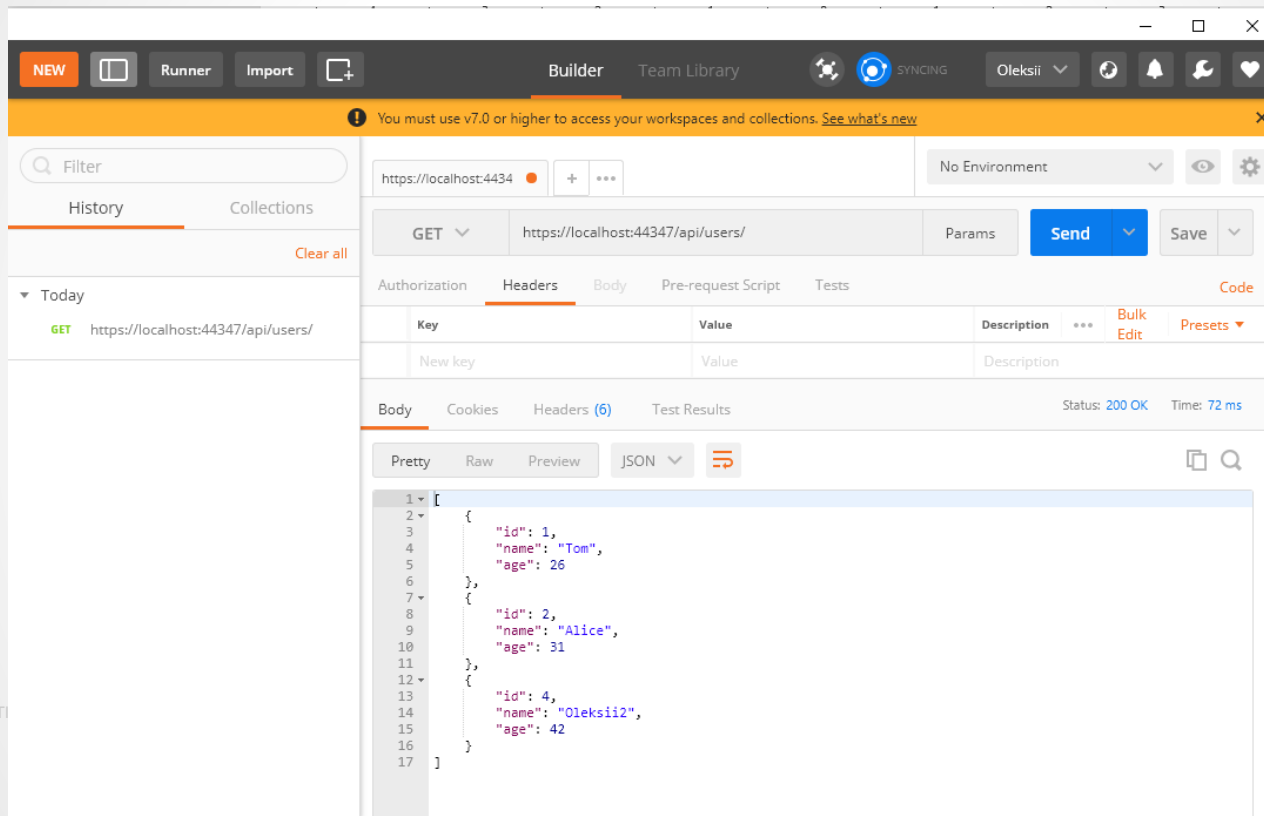 NEW Runner Import Builder Team Library SYNCING Oleksii
You must use v7.0 or higher to access your workspaces and collections. See what's new
Filter
History Collections
Clear all
Today
GET https://localhost:44347/api/users/
https://localhost:4434 + No Environment
GET https://localhost:44347/api/users/ Params Send Save
Authorization Headers Body Pre-request Script Tests Code
Key Value Description Bulk Edit Presets
New key Value Description
Body Cookies Headers (6) Test Results Status: 200 OK Time: 72 ms
Pretty Raw Preview JSON
1 [
2 {
3 "id": 1,
4 "name": "Tom",
5 "age": 26
6 },
7 {
8 "id": 2,
9 "name": "Alice",
10 "age": 31
11 },
12 {
13 "id": 4,
14 "name": "Oleksii2",
15 "age": 42
16 }
17 ]